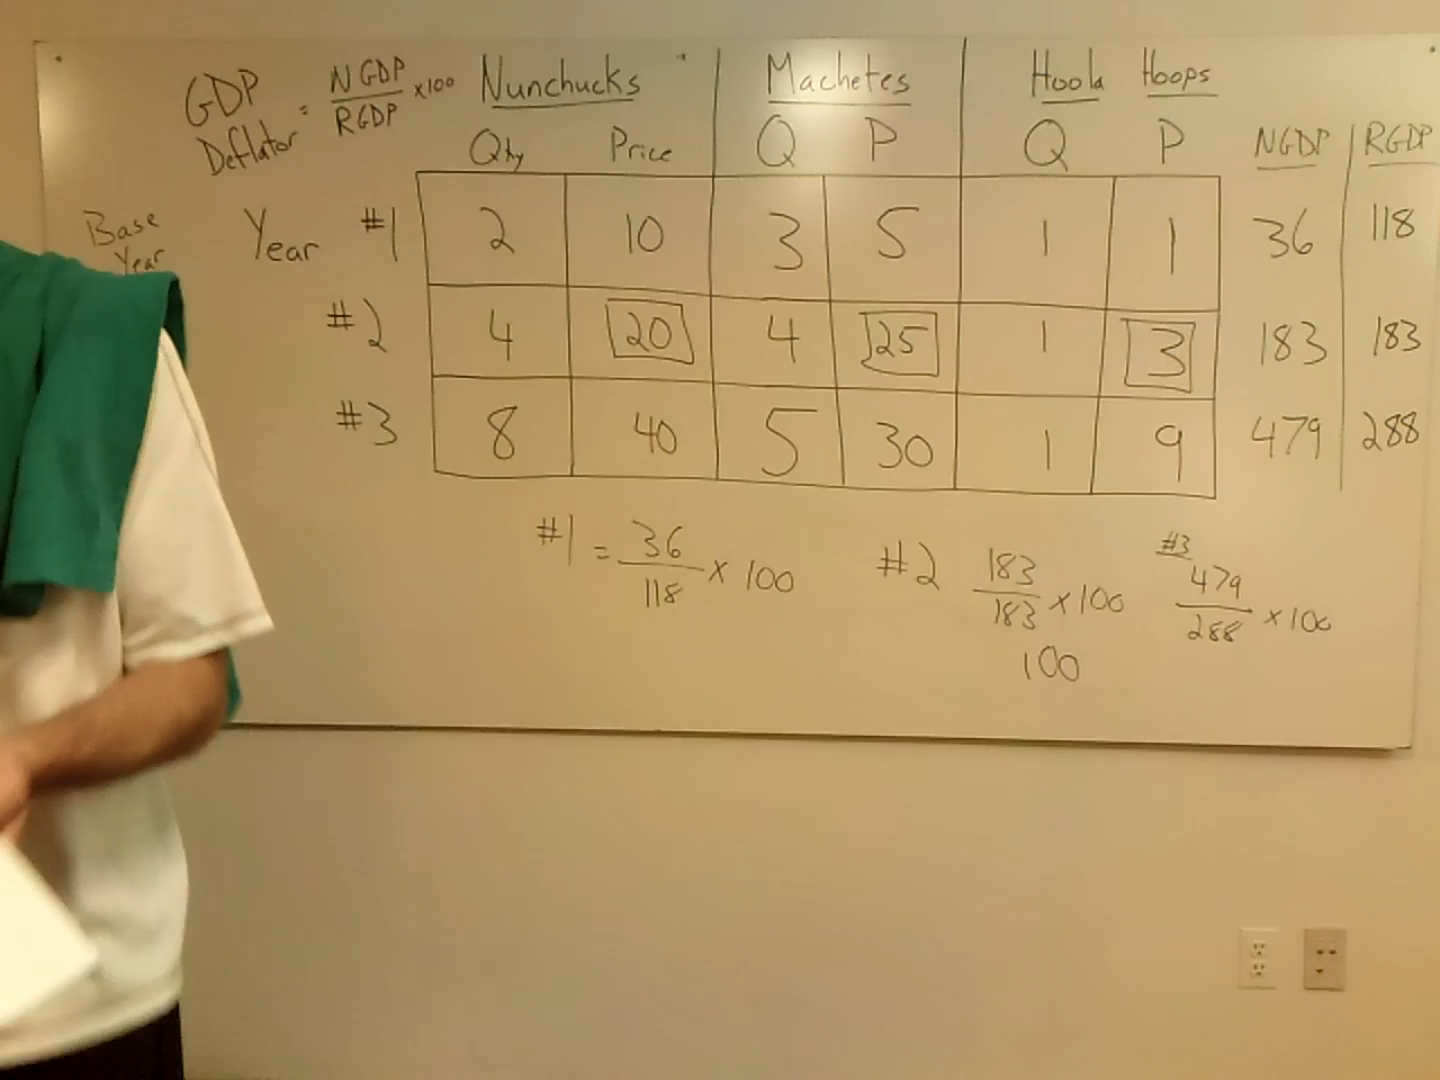 GDP Deflator = NGDP / RGDP ×100
Nunchucks Machetes Hoola Hoops
Qty Price Q P Q P NGDP RGDP
Base Year
Year #1 2 10 3 5 1 1 36 118
#2 4 20 4 25 1 3 183 183
#3 8 40 5 30 1 9 479 288
#1 = 36 / 118 × 100
#2 183 / 183 × 100
100
#3
479 / 288 × 100